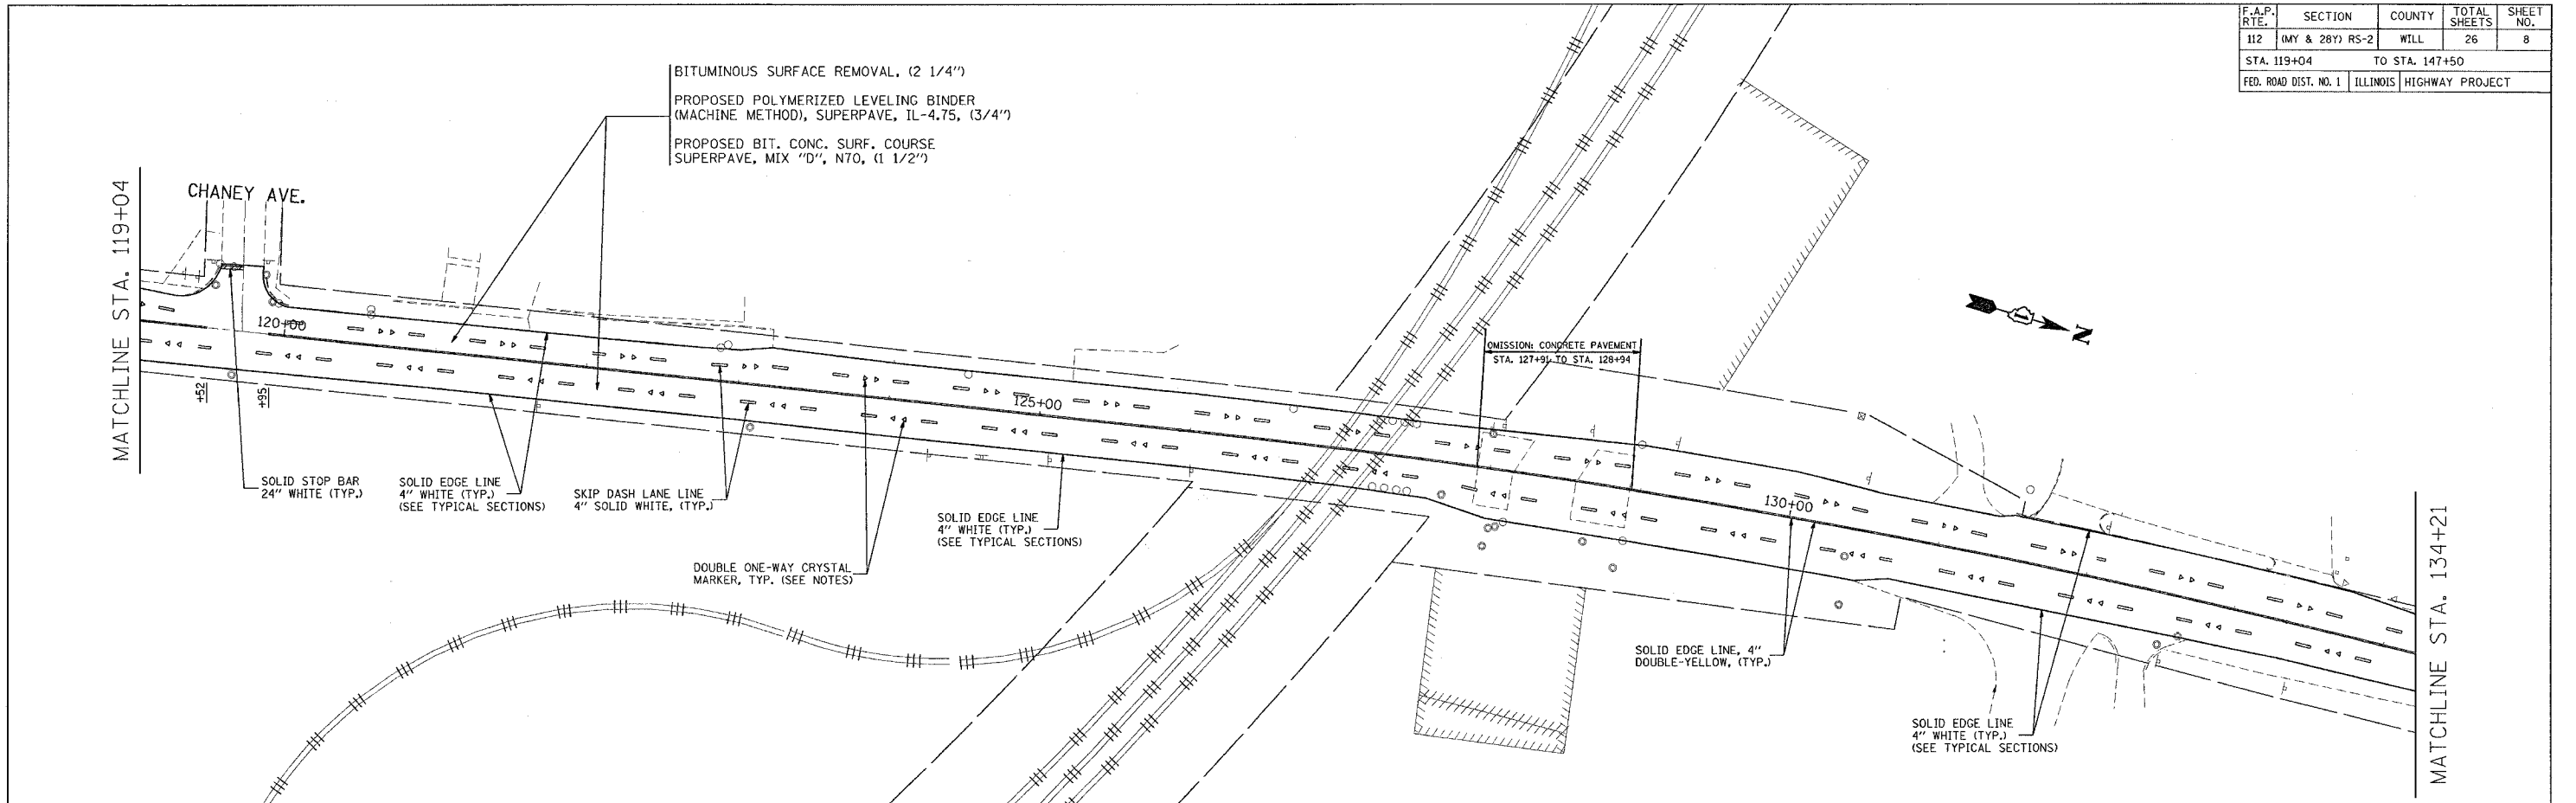 F.A.P. RTE. SECTION COUNTY TOTAL SHEETS SHEET NO.
112 (MY & 28Y) RS-2 WILL 26 8
STA. 119+04 TO STA. 147+50
FED. ROAD DIST. NO. 1 ILLINOIS HIGHWAY PROJECT
BITUMINOUS SURFACE REMOVAL, (2 1/4")
PROPOSED POLYMERIZED LEVELING BINDER
(MACHINE METHOD), SUPERPAVE, IL-4.75, (3/4")
PROPOSED BIT. CONC. SURF. COURSE
SUPERPAVE, MIX "D", N70, (1 1/2")
MATCHLINE STA. 119+04
CHANEY AVE.
120+00
+52
+95
125+00
OMISSION: CONCRETE PAVEMENT
STA. 127+91 TO STA. 128+94
N
130+00
SOLID STOP BAR
24" WHITE (TYP.)
SOLID EDGE LINE
4" WHITE (TYP.)
(SEE TYPICAL SECTIONS)
SKIP DASH LANE LINE
4" SOLID WHITE, (TYP.)
DOUBLE ONE-WAY CRYSTAL
MARKER, TYP. (SEE NOTES)
SOLID EDGE LINE
4" WHITE (TYP.)
(SEE TYPICAL SECTIONS)
SOLID EDGE LINE, 4"
DOUBLE-YELLOW, (TYP.)
SOLID EDGE LINE
4" WHITE (TYP.)
(SEE TYPICAL SECTIONS)
MATCHLINE STA. 134+21